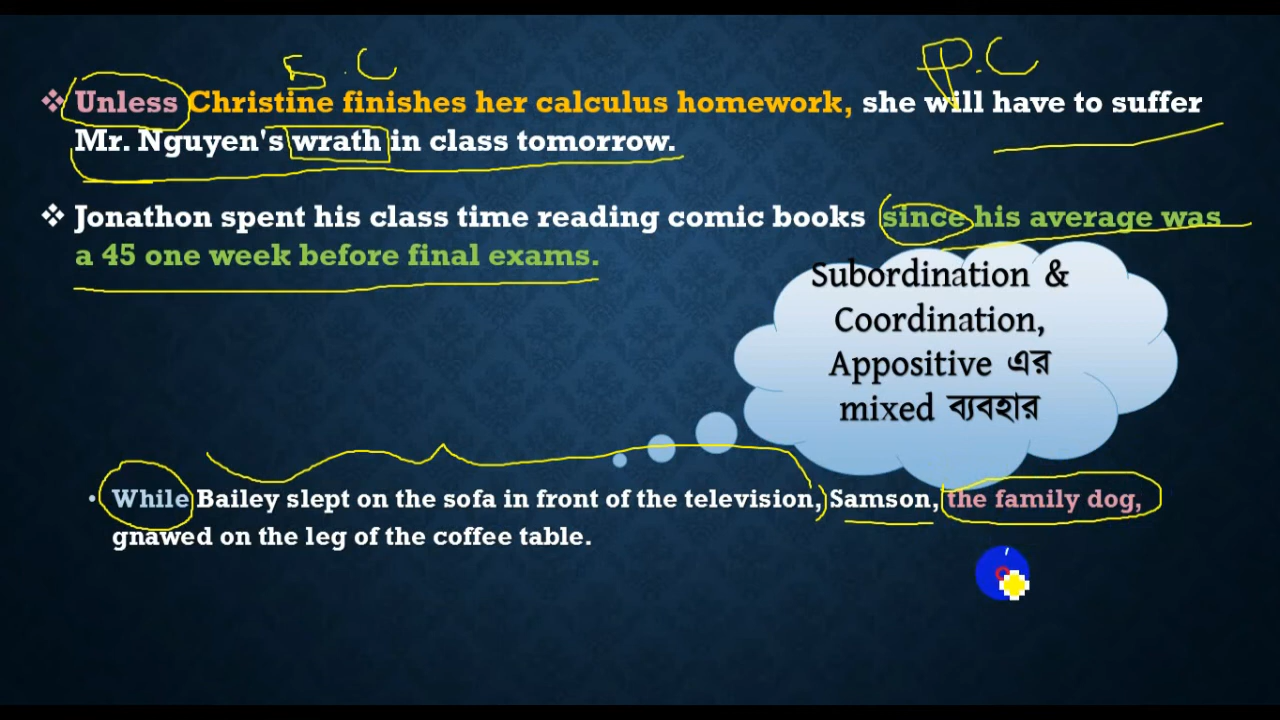 S.C
P.C
❖ Unless Christine finishes her calculus homework, she will have to suffer
Mr. Nguyen's wrath in class tomorrow.
❖ Jonathon spent his class time reading comic books since his average was
a 45 one week before final exams.
Subordination &
Coordination,
Appositive এর
mixed ব্যবহার
• While Bailey slept on the sofa in front of the television, Samson, the family dog,
gnawed on the leg of the coffee table.